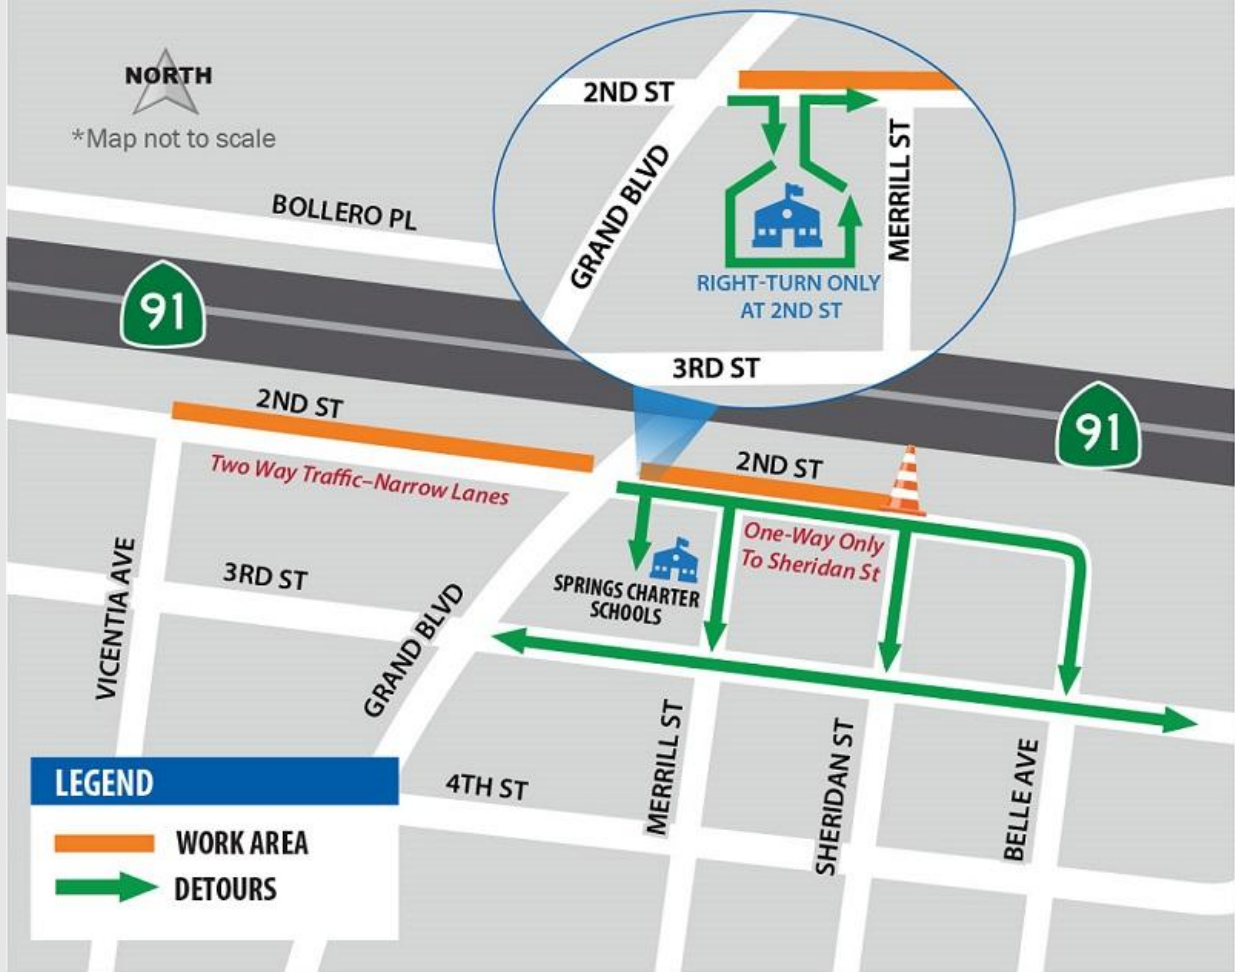 NORTH
*Map not to scale
2ND ST
GRAND BLVD
MERRILL ST
RIGHT-TURN ONLY
AT 2ND ST
3RD ST
BOLLERO PL
91
91
2ND ST
Two Way Traffic–Narrow Lanes
2ND ST
One-Way Only
To Sheridan St
VICENTIA AVE
3RD ST
GRAND BLVD
SPRINGS CHARTER
SCHOOLS
MERRILL ST
SHERIDAN ST
BELLE AVE
4TH ST
LEGEND
WORK AREA
DETOURS